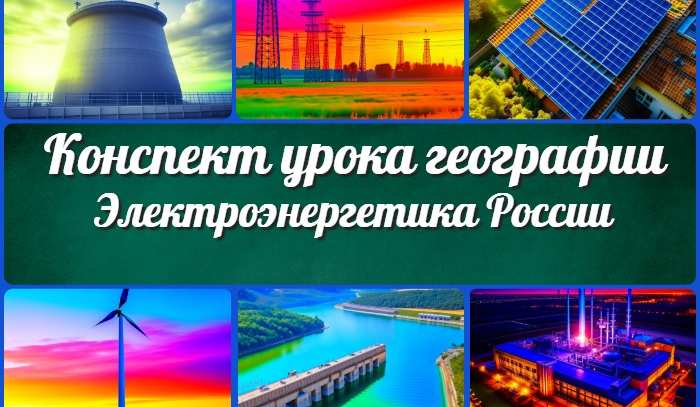 Конспект урока географии
Электроэнергетика России